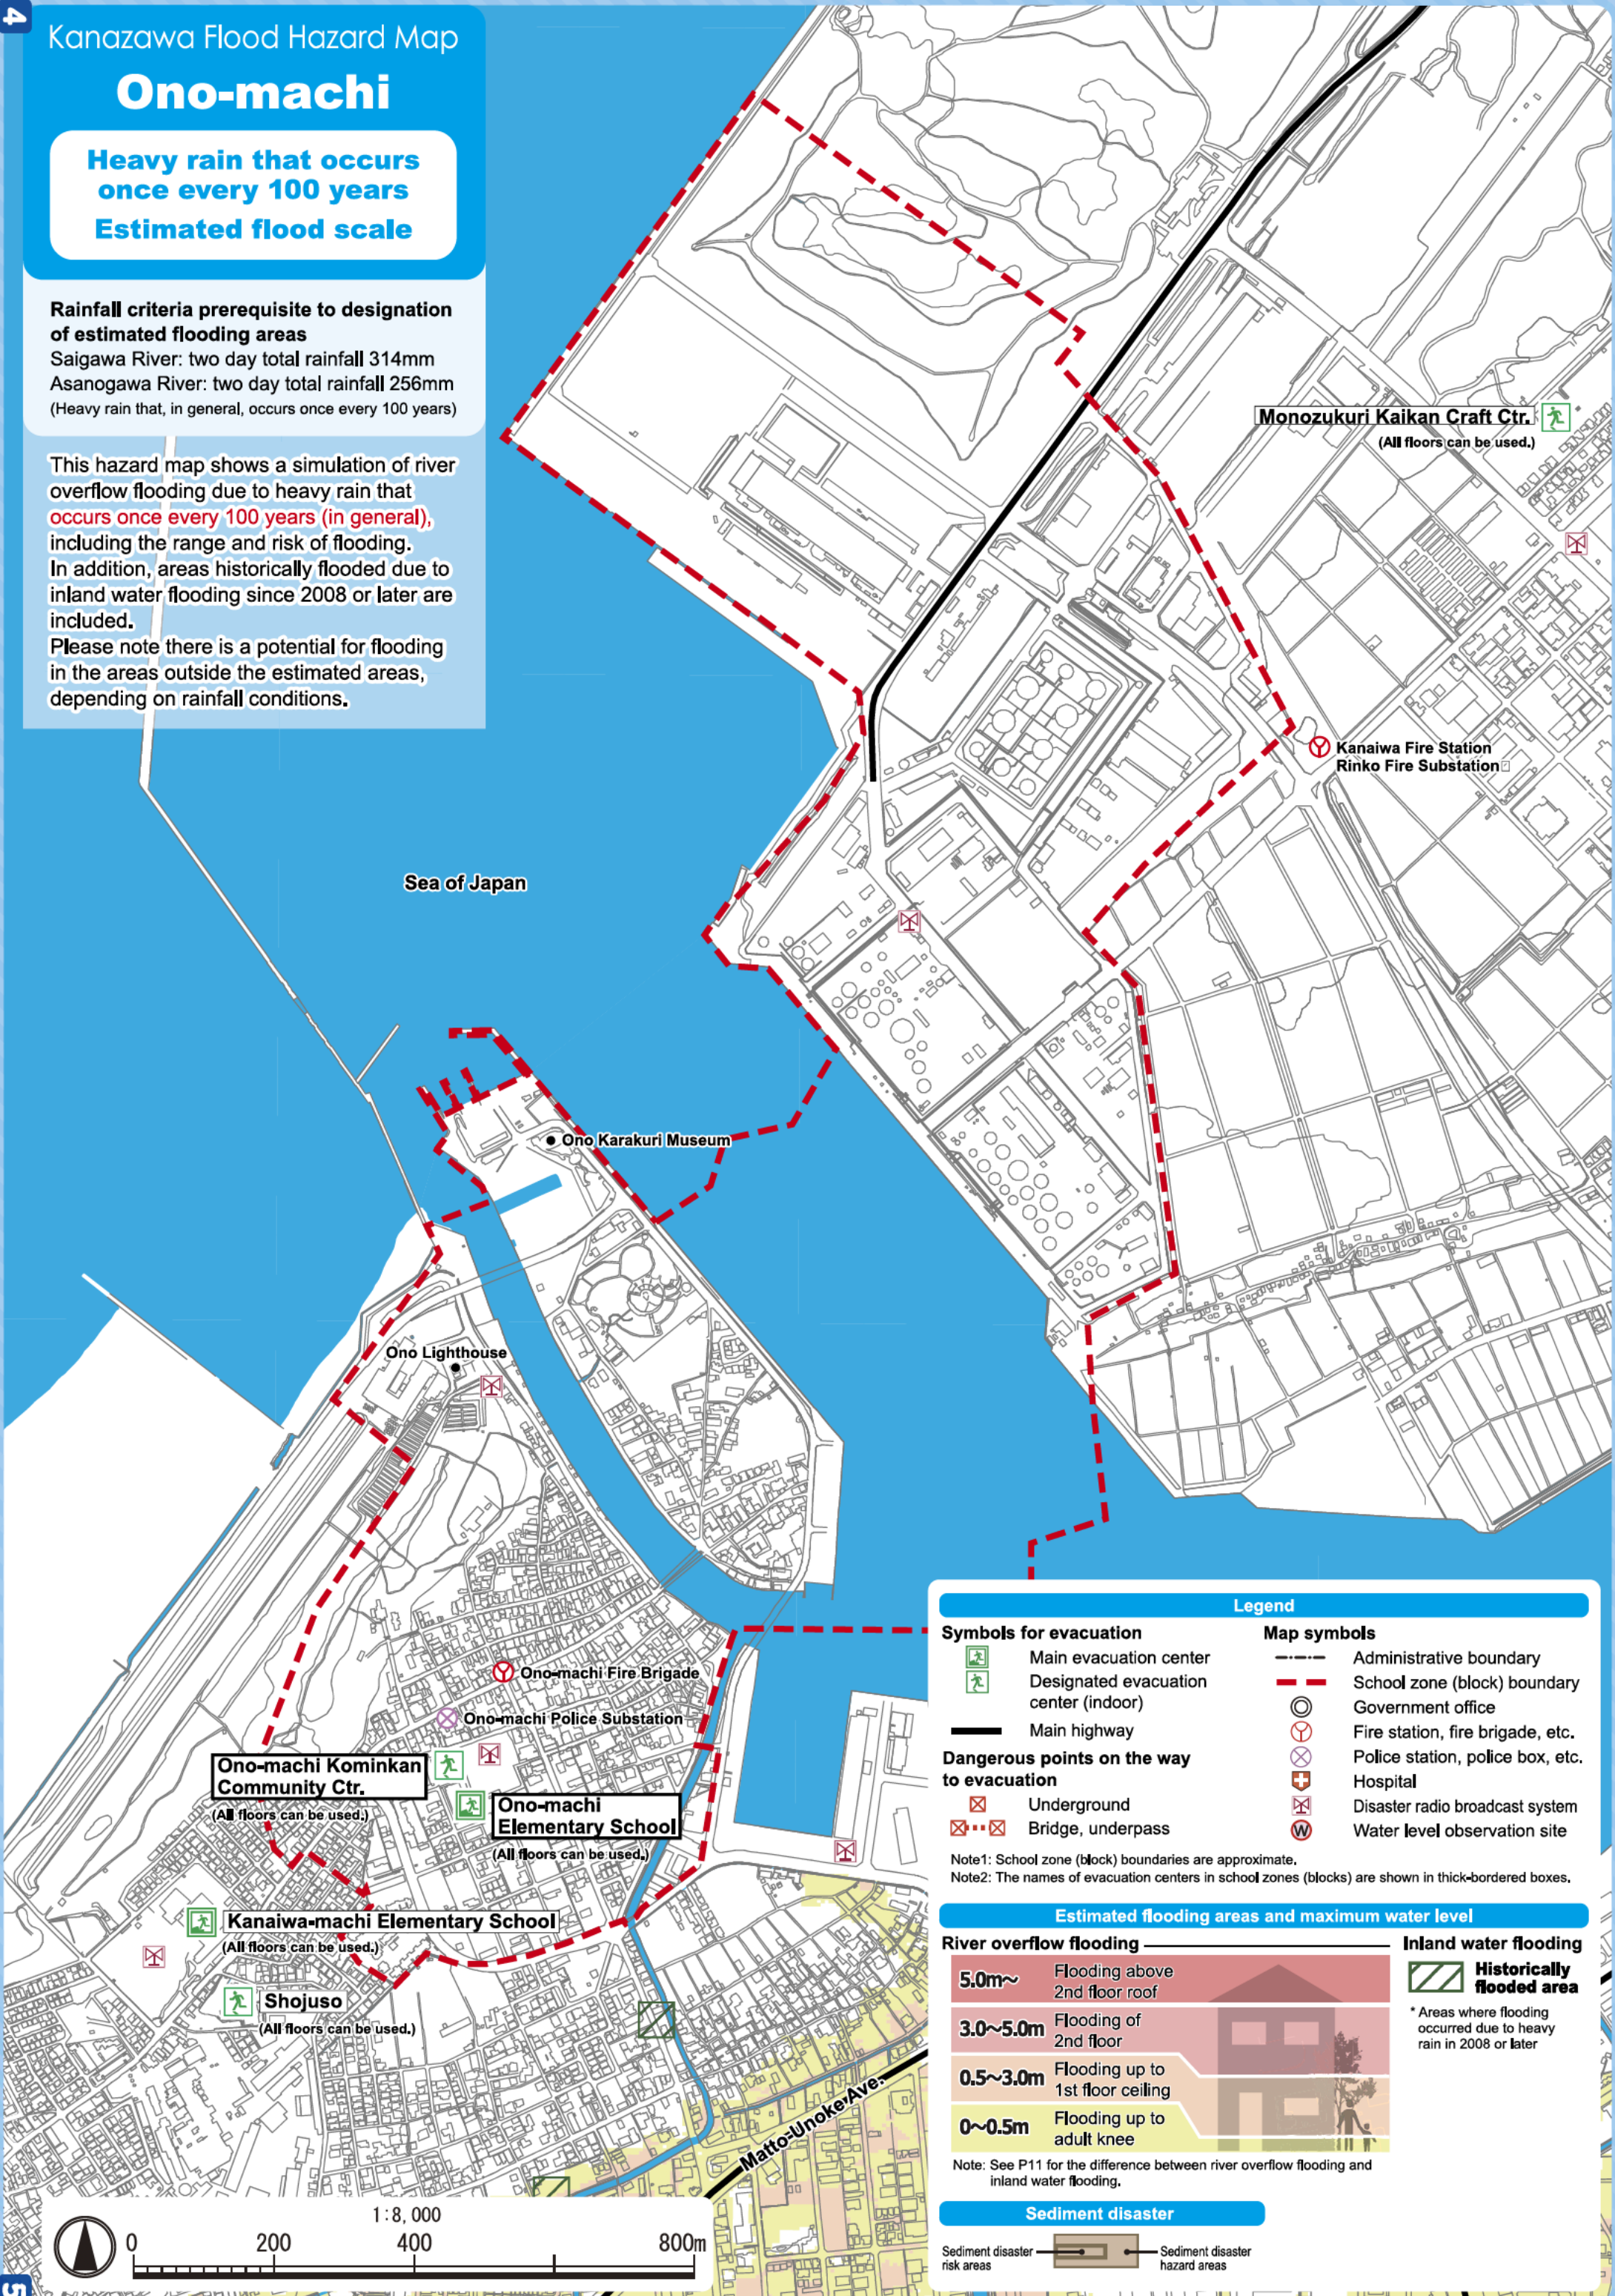 4
Kanazawa Flood Hazard Map
Ono-machi
Heavy rain that occurs
once every 100 years
Estimated flood scale
Rainfall criteria prerequisite to designation
of estimated flooding areas
Saigawa River: two day total rainfall 314mm
Asanogawa River: two day total rainfall 256mm
(Heavy rain that, in general, occurs once every 100 years)
This hazard map shows a simulation of river
overflow flooding due to heavy rain that
occurs once every 100 years (in general),
including the range and risk of flooding.
In addition, areas historically flooded due to
inland water flooding since 2008 or later are
included.
Please note there is a potential for flooding
in the areas outside the estimated areas,
depending on rainfall conditions.
Monozukuri Kaikan Craft Ctr.
(All floors can be used.)
Kanaiwa Fire Station
Rinko Fire Substation
Sea of Japan
Ono Karakuri Museum
Ono Lighthouse
Ono-machi Fire Brigade
Ono-machi Police Substation
Ono-machi Kominkan
Community Ctr.
(All floors can be used.)
Ono-machi
Elementary School
(All floors can be used.)
Kanaiwa-machi Elementary School
(All floors can be used.)
Shojuso
(All floors can be used.)
Matto-Unoke Ave.
1:8,000
0 200 400 800m
5
Legend
Symbols for evacuation
Main evacuation center
Designated evacuation
center (indoor)
Main highway
Dangerous points on the way
to evacuation
Underground
Bridge, underpass
Map symbols
Administrative boundary
School zone (block) boundary
Government office
Fire station, fire brigade, etc.
Police station, police box, etc.
Hospital
Disaster radio broadcast system
W Water level observation site
Note1: School zone (block) boundaries are approximate.
Note2: The names of evacuation centers in school zones (blocks) are shown in thick-bordered boxes.
Estimated flooding areas and maximum water level
River overflow flooding
5.0m~ Flooding above
2nd floor roof
3.0~5.0m Flooding of
2nd floor
0.5~3.0m Flooding up to
1st floor ceiling
0~0.5m Flooding up to
adult knee
Inland water flooding
Historically
flooded area
* Areas where flooding
occurred due to heavy
rain in 2008 or later
Note: See P11 for the difference between river overflow flooding and
inland water flooding.
Sediment disaster
Sediment disaster
risk areas
Sediment disaster
hazard areas